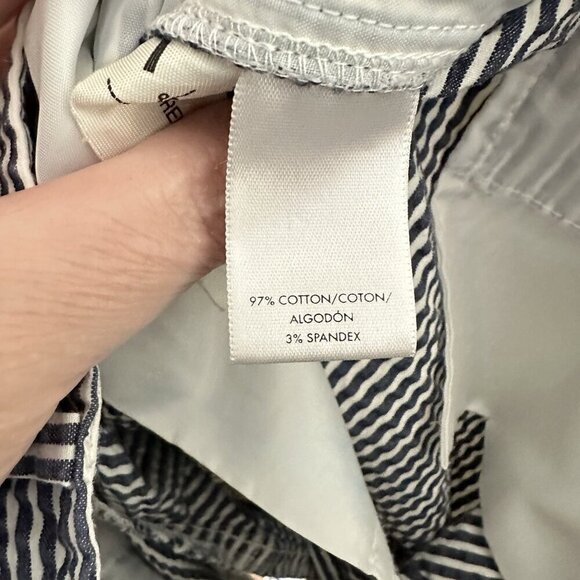 97% COTTON/COTON/
ALGODÓN
3% SPANDEX